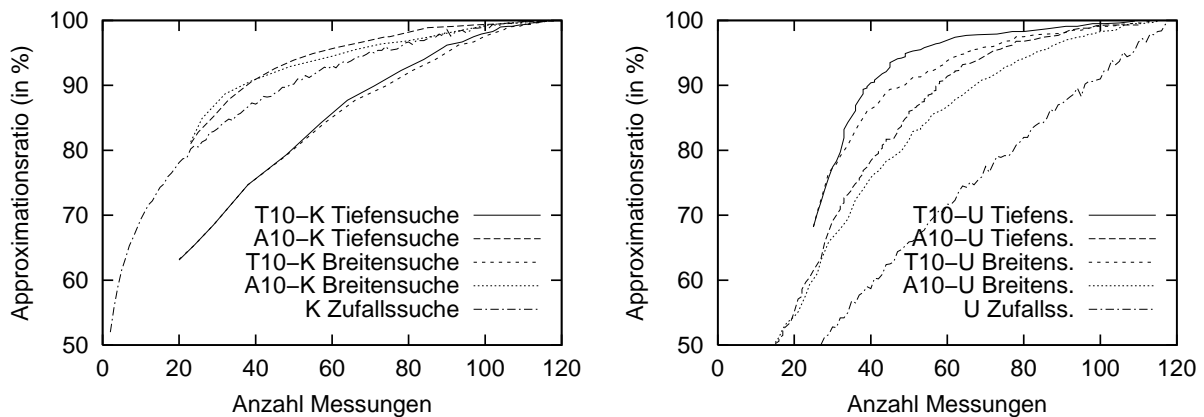 Approximationsratio (in %)
100
90
80
70
60
50
0 20 40 60 80 100 120
Anzahl Messungen
T10−K Tiefensuche
A10−K Tiefensuche
T10−K Breitensuche
A10−K Breitensuche
K Zufallssuche
Approximationsratio (in %)
100
90
80
70
60
50
0 20 40 60 80 100 120
Anzahl Messungen
T10−U Tiefens.
A10−U Tiefens.
T10−U Breitens.
A10−U Breitens.
U Zufallss.